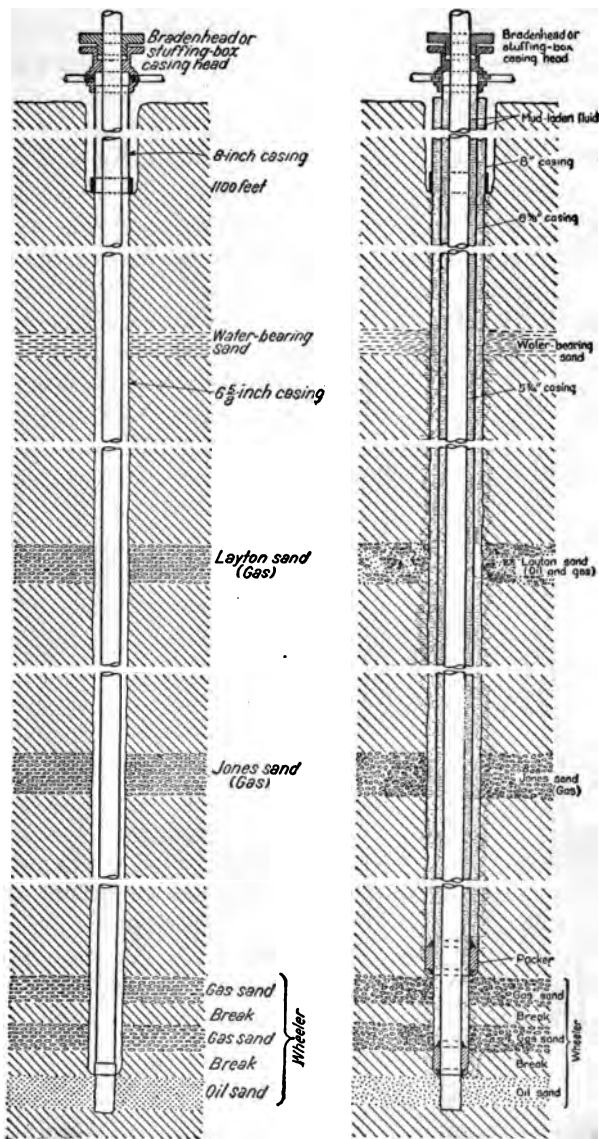 Bradenhead or
stuffing-box
casing head
8-inch casing
1100 feet
Water-bearing
sand
6⅝-inch casing
Layton sand
(Gas)
Jones sand
(Gas)
Gas sand
Break
Gas sand
Break
Oil sand
Wheeler
Bradenhead or
stuffing-box
casing head
Mud-laden fluid
8" casing
6⅝" casing
Water-bearing
sand
casing
Layton sand
(Oil and gas)
Jones sand
(Gas)
Packer
Gas sand
Break
Gas sand
Break
Oil sand
Wheeler